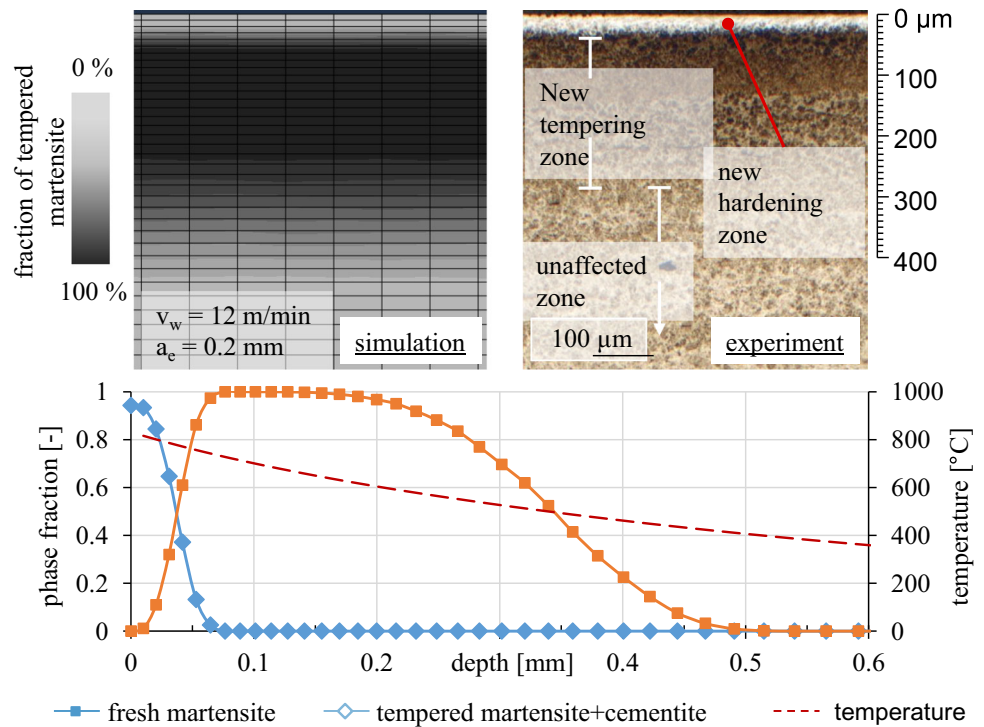 0 %
fraction of tempered
martensite
100 %
v_w = 12 m/min
a_e = 0.2 mm
simulation
New
tempering
zone
new
hardening
zone
unaffected
zone
100 µm
experiment
0 µm
100
200
300
400
phase fraction [-]
1
0.8
0.6
0.4
0.2
0
temperature [°C]
1000
800
600
400
200
0
0
0.1
0.2
depth [mm]
0.4
0.5
0.6
fresh martensite
tempered martensite+cementite
temperature